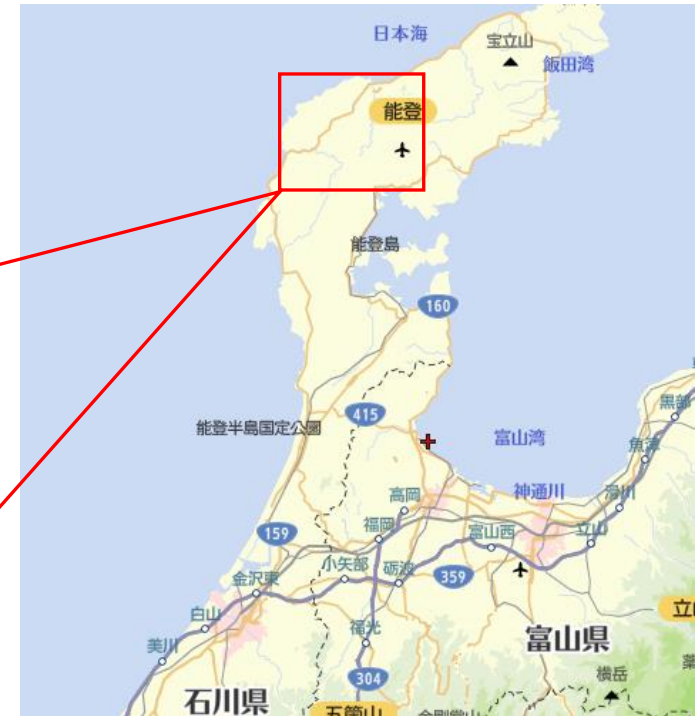 日本海
宝立山
飯田湾
能登
能登島
160
415
能登半島国定公園
富山湾
黒部
魚津
高岡
神通川
滑川
福岡
159
富山西
立山
小矢部
砺波
359
金沢東
白山
福光
美川
富山県
304
横岳
石川県
五箇山